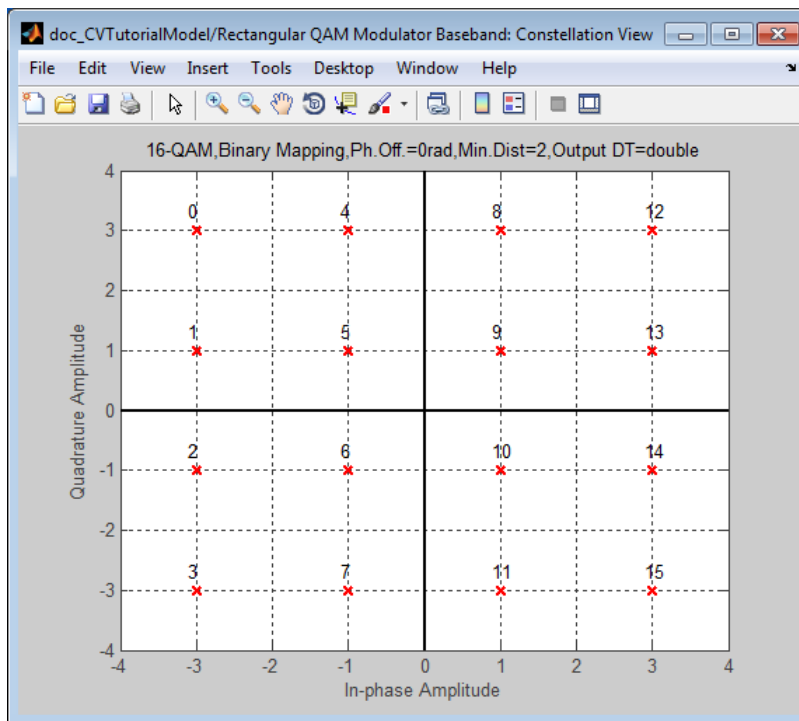 doc_CVTutorialModel/Rectangular QAM Modulator Baseband: Constellation View
File Edit View Insert Tools Desktop Window Help
16-QAM,Binary Mapping,Ph.Off.=0rad,Min.Dist=2,Output DT=double
4
0 4 8 12
3
2
1 5 9 13
1
Quadrature Amplitude
0
2 6 10 14
-1
-2
3 7 11 15
-3
-4
-4 -3 -2 -1 0 1 2 3 4
In-phase Amplitude